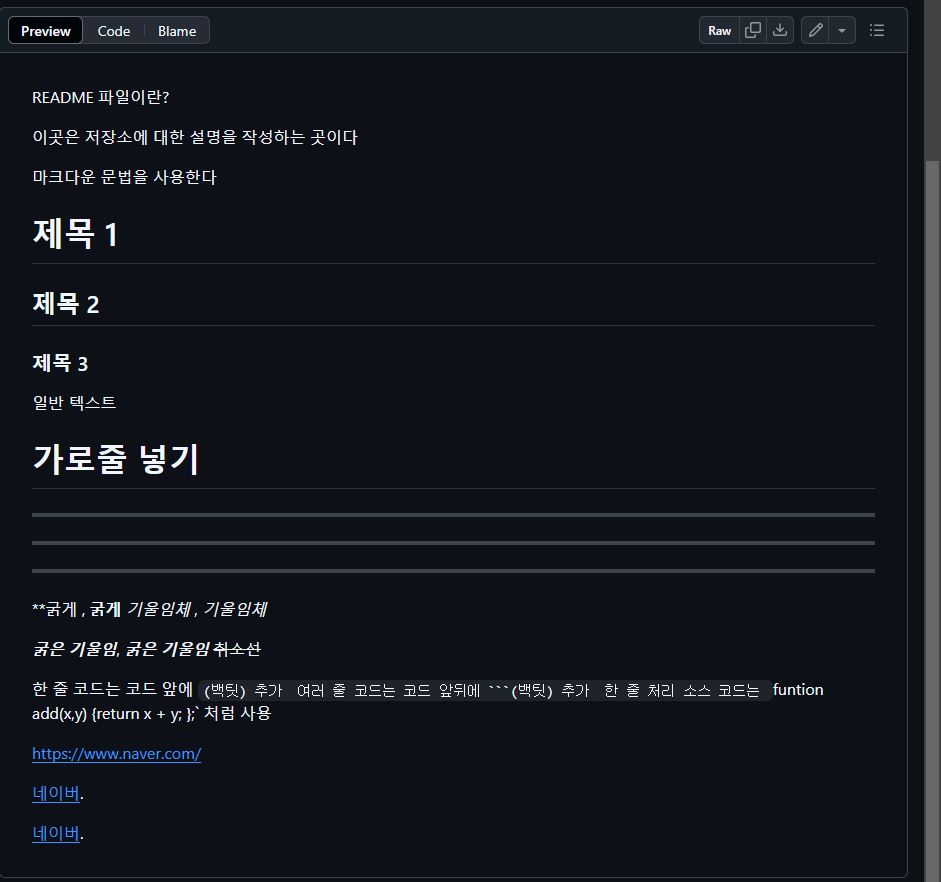 Preview Code Blame Raw
README 파일이란?
이곳은 저장소에 대한 설명을 작성하는 곳이다
마크다운 문법을 사용한다
제목 1
제목 2
제목 3
일반 텍스트
가로줄 넣기
**굵게 , 굵게 기울임체 , 기울임체
굵은 기울임, 굵은 기울임 취소선
한 줄 코드는 코드 앞에 (백팃) 추가 여러 줄 코드는 코드 앞뒤에 ```(백팃) 추가 한 줄 처리 소스 코드는 funtion
add(x,y) {return x + y; };` 처럼 사용
https://www.naver.com/
네이버.
네이버.